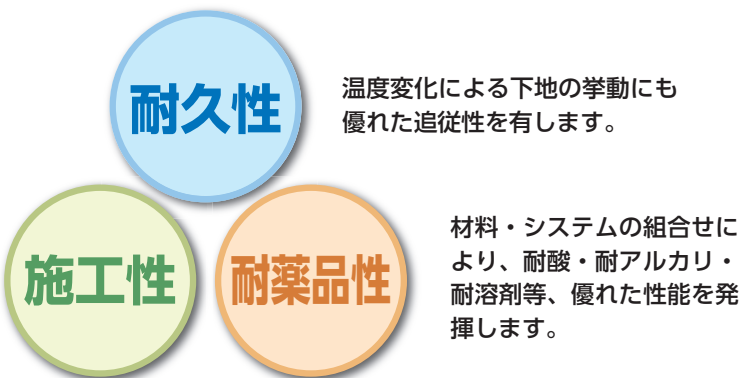 耐久性
温度変化による下地の挙動にも
優れた追従性を有します。
施工性
耐薬品性
材料・システムの組合せに
より、耐酸・耐アルカリ・
耐溶剤等、優れた性能を発
揮します。